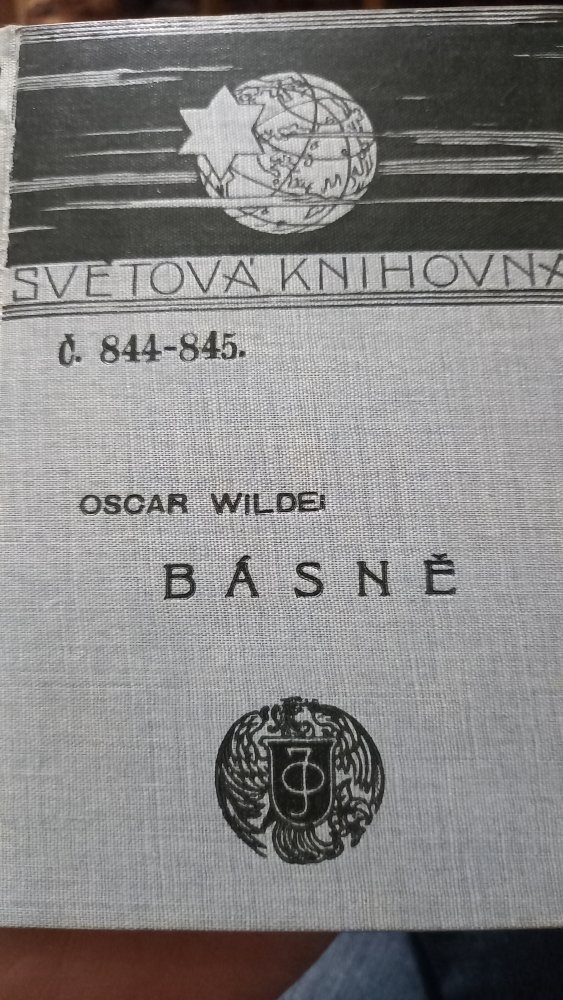 SVĚTOVÁ KNIHOVNA
Č. 844-845.
OSCAR WILDE:
BÁSNĚ